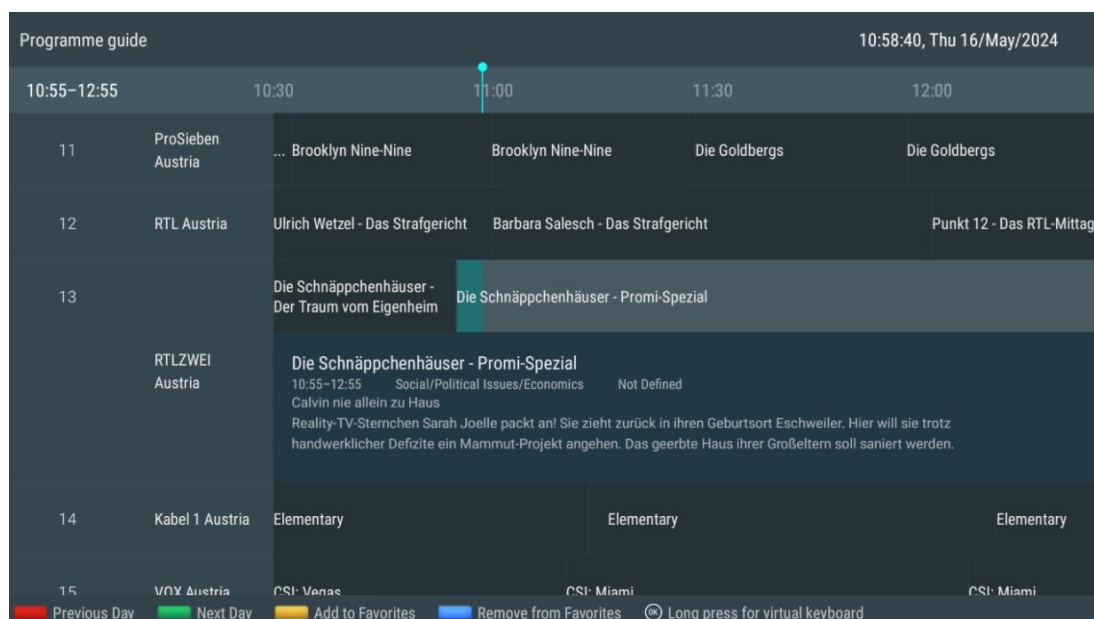 Programme guide
10:58:40, Thu 16/May/2024
10:55–12:55
10:30
11:00
11:30
12:00
11
ProSieben
Austria
... Brooklyn Nine-Nine
Brooklyn Nine-Nine
Die Goldbergs
Die Goldbergs
12
RTL Austria
Ulrich Wetzel - Das Strafgericht
Barbara Salesch - Das Strafgericht
Punkt 12 - Das RTL-Mittag
13
Die Schnäppchenhäuser -
Der Traum vom Eigenheim
Die Schnäppchenhäuser - Promi-Spezial
RTLZWEI
Austria
Die Schnäppchenhäuser - Promi-Spezial
10:55–12:55 Social/Political Issues/Economics Not Defined
Calvin nie allein zu Haus
Reality-TV-Sternchen Sarah Joelle packt an! Sie zieht zurück in ihren Geburtsort Eschweiler. Hier will sie trotz
handwerklicher Defizite ein Mammut-Projekt angehen. Das geerbte Haus ihrer Großeltern soll saniert werden.
14
Kabel 1 Austria
Elementary
Elementary
Elementary
15
VOX Austria
CSI: Vegas
CSI: Miami
CSI: Miami
Previous Day
Next Day
Add to Favorites
Remove from Favorites
OK Long press for virtual keyboard